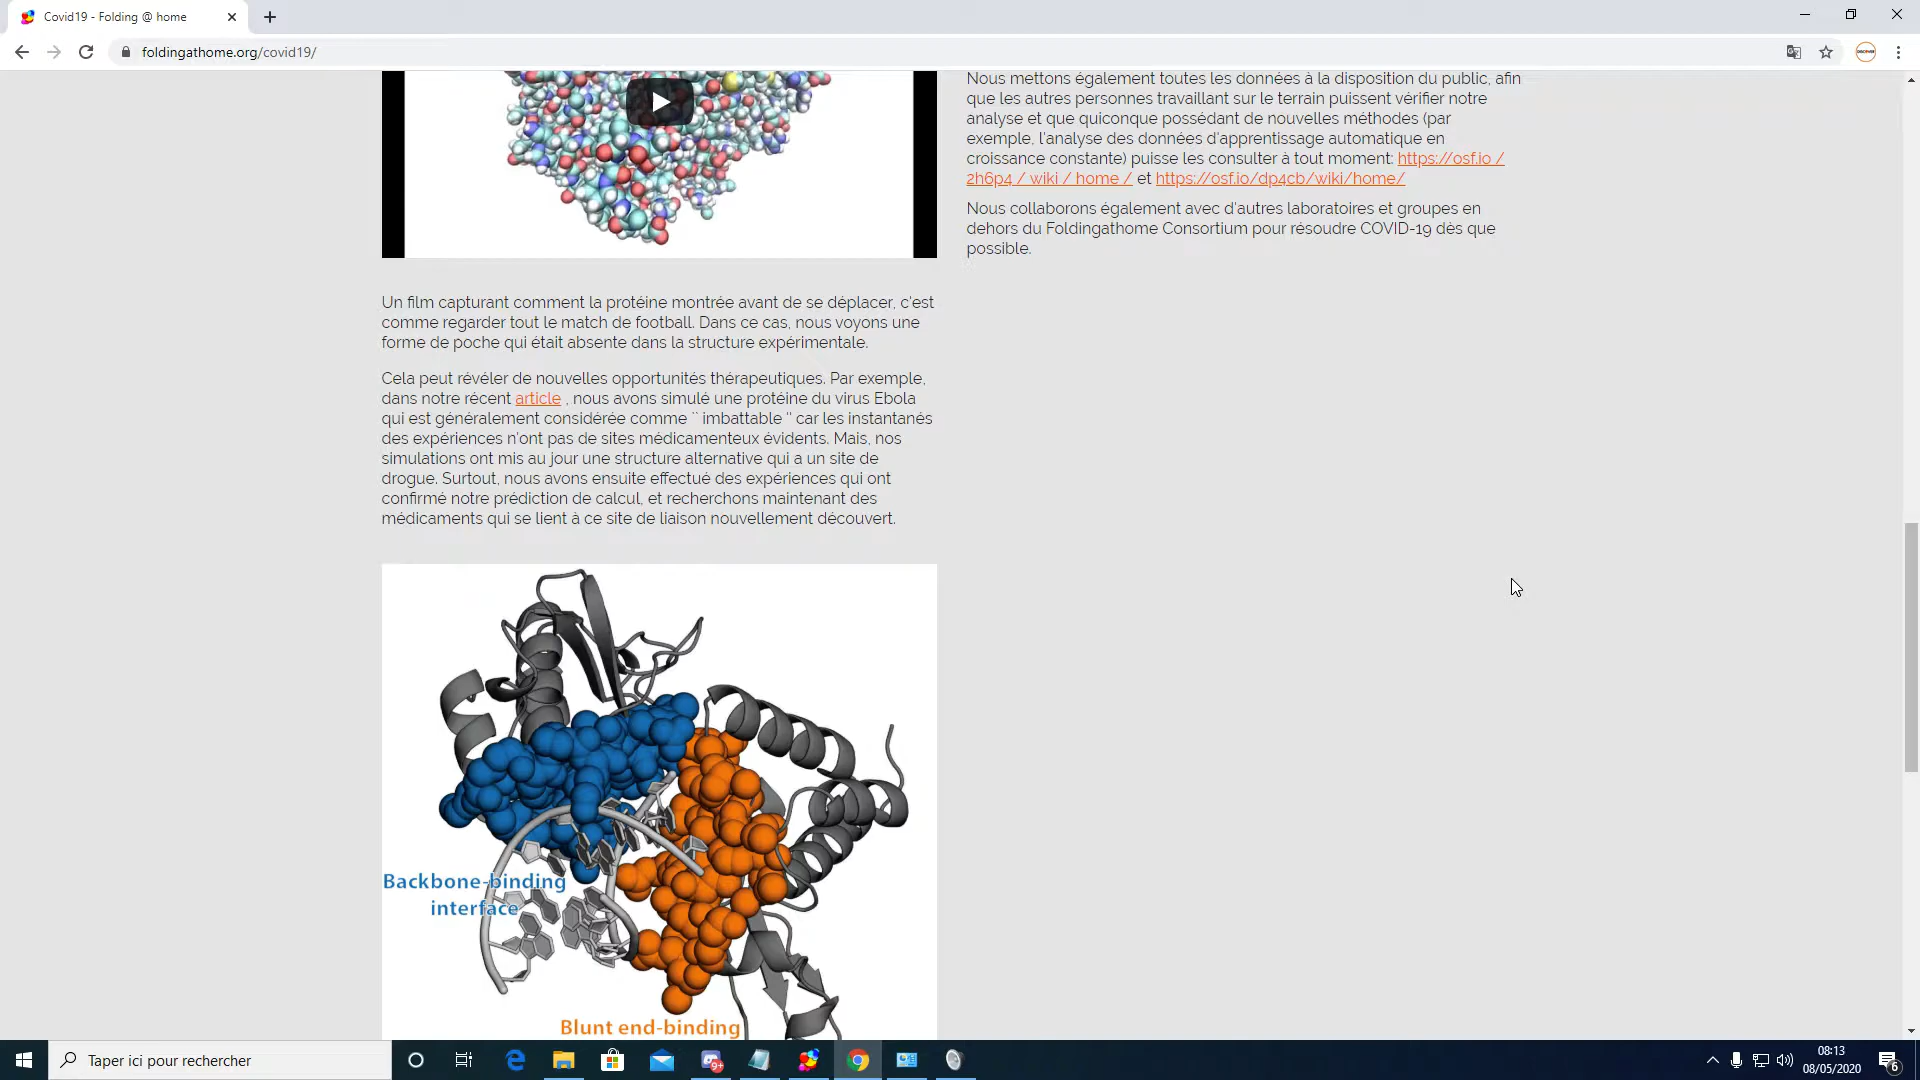 Covid19 - Folding @ home
foldingathome.org/covid19/
Nous mettons également toutes les données à la disposition du public, afin
que les autres personnes travaillant sur le terrain puissent vérifier notre
analyse et que quiconque possédant de nouvelles méthodes (par
exemple, l'analyse des données d'apprentissage automatique en
croissance constante) puisse les consulter à tout moment: https://osf.io /
2h6p4 / wiki / home / et https://osf.io/dp4cb/wiki/home/
Nous collaborons également avec d'autres laboratoires et groupes en
dehors du Foldingathome Consortium pour résoudre COVID-19 dès que
possible.
Un film capturant comment la protéine montrée avant de se déplacer, c'est
comme regarder tout le match de football. Dans ce cas, nous voyons une
forme de poche qui était absente dans la structure expérimentale.
Cela peut révéler de nouvelles opportunités thérapeutiques. Par exemple,
dans notre récent article , nous avons simulé une protéine du virus Ebola
qui est généralement considérée comme `` imbattable '' car les instantanés
des expériences n'ont pas de sites médicamenteux évidents. Mais, nos
simulations ont mis au jour une structure alternative qui a un site de
drogue. Surtout, nous avons ensuite effectué des expériences qui ont
confirmé notre prédiction de calcul, et recherchons maintenant des
médicaments qui se lient à ce site de liaison nouvellement découvert.
Backbone-binding
interface
Blunt end-binding
Taper ici pour rechercher
9+
08:13
08/05/2020
6